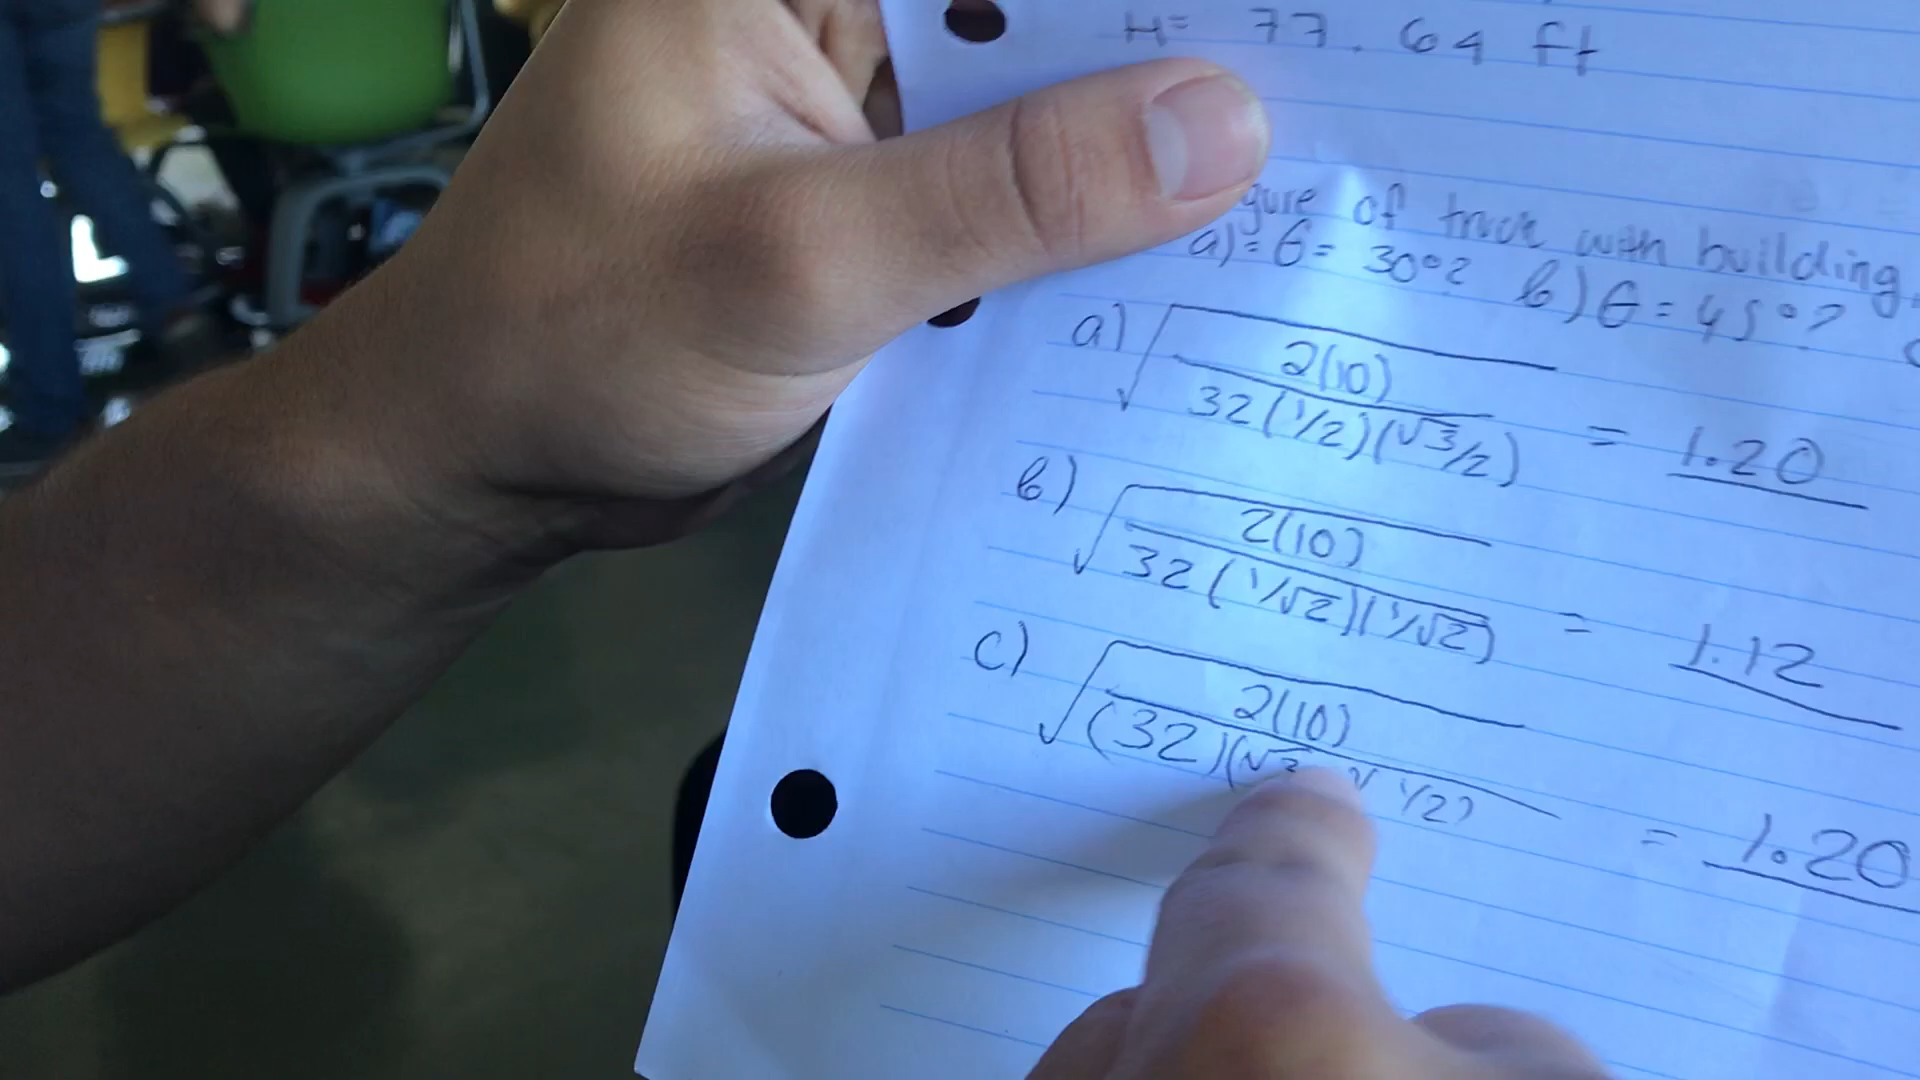 H= 77.64 ft
gure of truck with building.
a)= θ= 30°? b) θ= 45°?
a) √ 2(10) / 32(1/2)(√3/2) = 1.20
b) √ 2(10) / 32(1/√2)(1/√2) = 1.12
c) √ 2(10) / (32)(√3 1/2) = 1.20